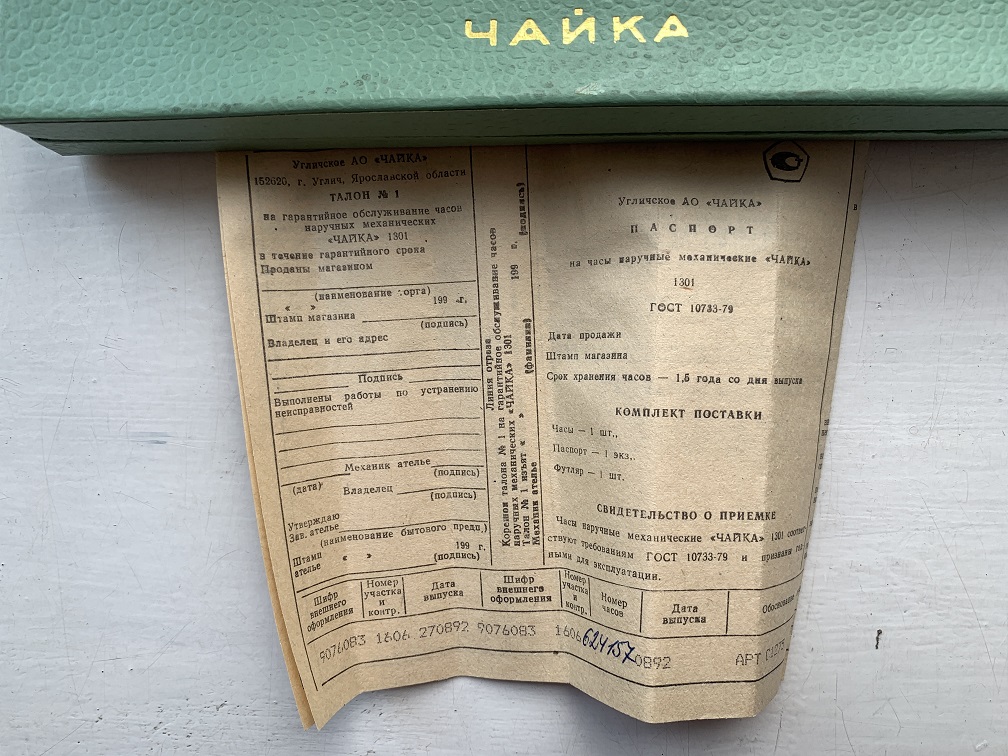 ЧАЙКА
Угличское АО «ЧАЙКА»
152620, г. Углич, Ярославской области
ТАЛОН № 1
на гарантийное обслуживание часов
наручных механических
«ЧАЙКА» 1301
в течение гарантийного срока
Проданы магазином
(наименование торга)
« » 199 г,
Штамп магазина
(подпись)
Владелец и его адрес
Подпись
Выполнены работы по устранению
неисправностей
Механик ателье
(дата) (подпись)
Владелец
(подпись)
Утверждаю
Зав. ателье
(наименование бытового предп.)
Штамп « » 199 г.
ателье (подпись)
Линия отреза
Корешок талона № 1 на гарантийное обслуживание часов
наручных механических «ЧАЙКА» 1301
Талон № 1 изъят « » 199 г.
Механик ателье (фамилия) (подпись)
Угличское АО «ЧАЙКА»
ПАСПОРТ
на часы наручные механические «ЧАЙКА»
1301
ГОСТ 10733-79
Дата продажи
Штамп магазина
Срок хранения часов — 1,5 года со дня выпуска
КОМПЛЕКТ ПОСТАВКИ
Часы — 1 шт.,
Паспорт — 1 экз.,
Футляр — 1 шт.
СВИДЕТЕЛЬСТВО О ПРИЕМКЕ
Часы наручные механические «ЧАЙКА» 1301 соответ-
ствуют требованиям ГОСТ 10733-79 и признаны
ными для эксплуатации.
Шифр внешнего оформления
Номер участка и контр.
Дата выпуска
Шифр внешнего оформления
Номер участка и контр.
Номер часов
Дата выпуска
9076083 1606 270892 9076083 1606 624157 0892 АРТ